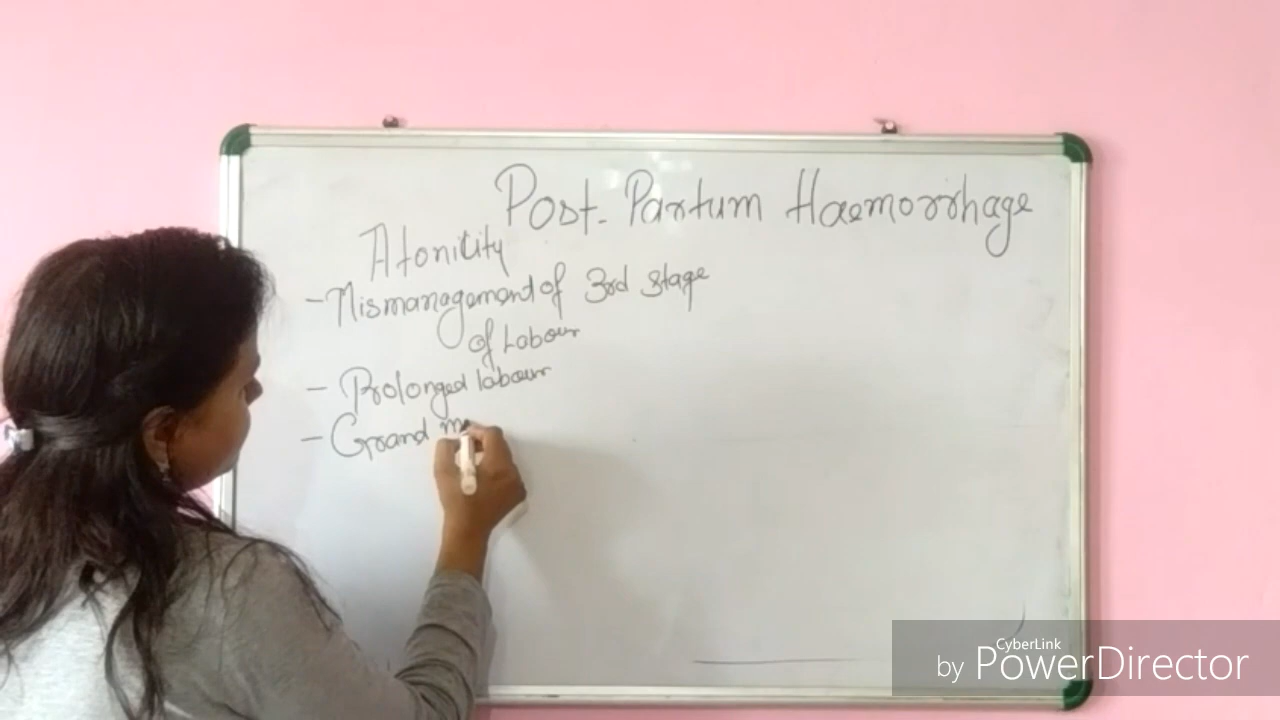 Post-Partum Haemorrhage
Atonicity
- Mismanagement of 3rd stage
of Labour
- Prolonged labour
- Grand m
CyberLink
by PowerDirector